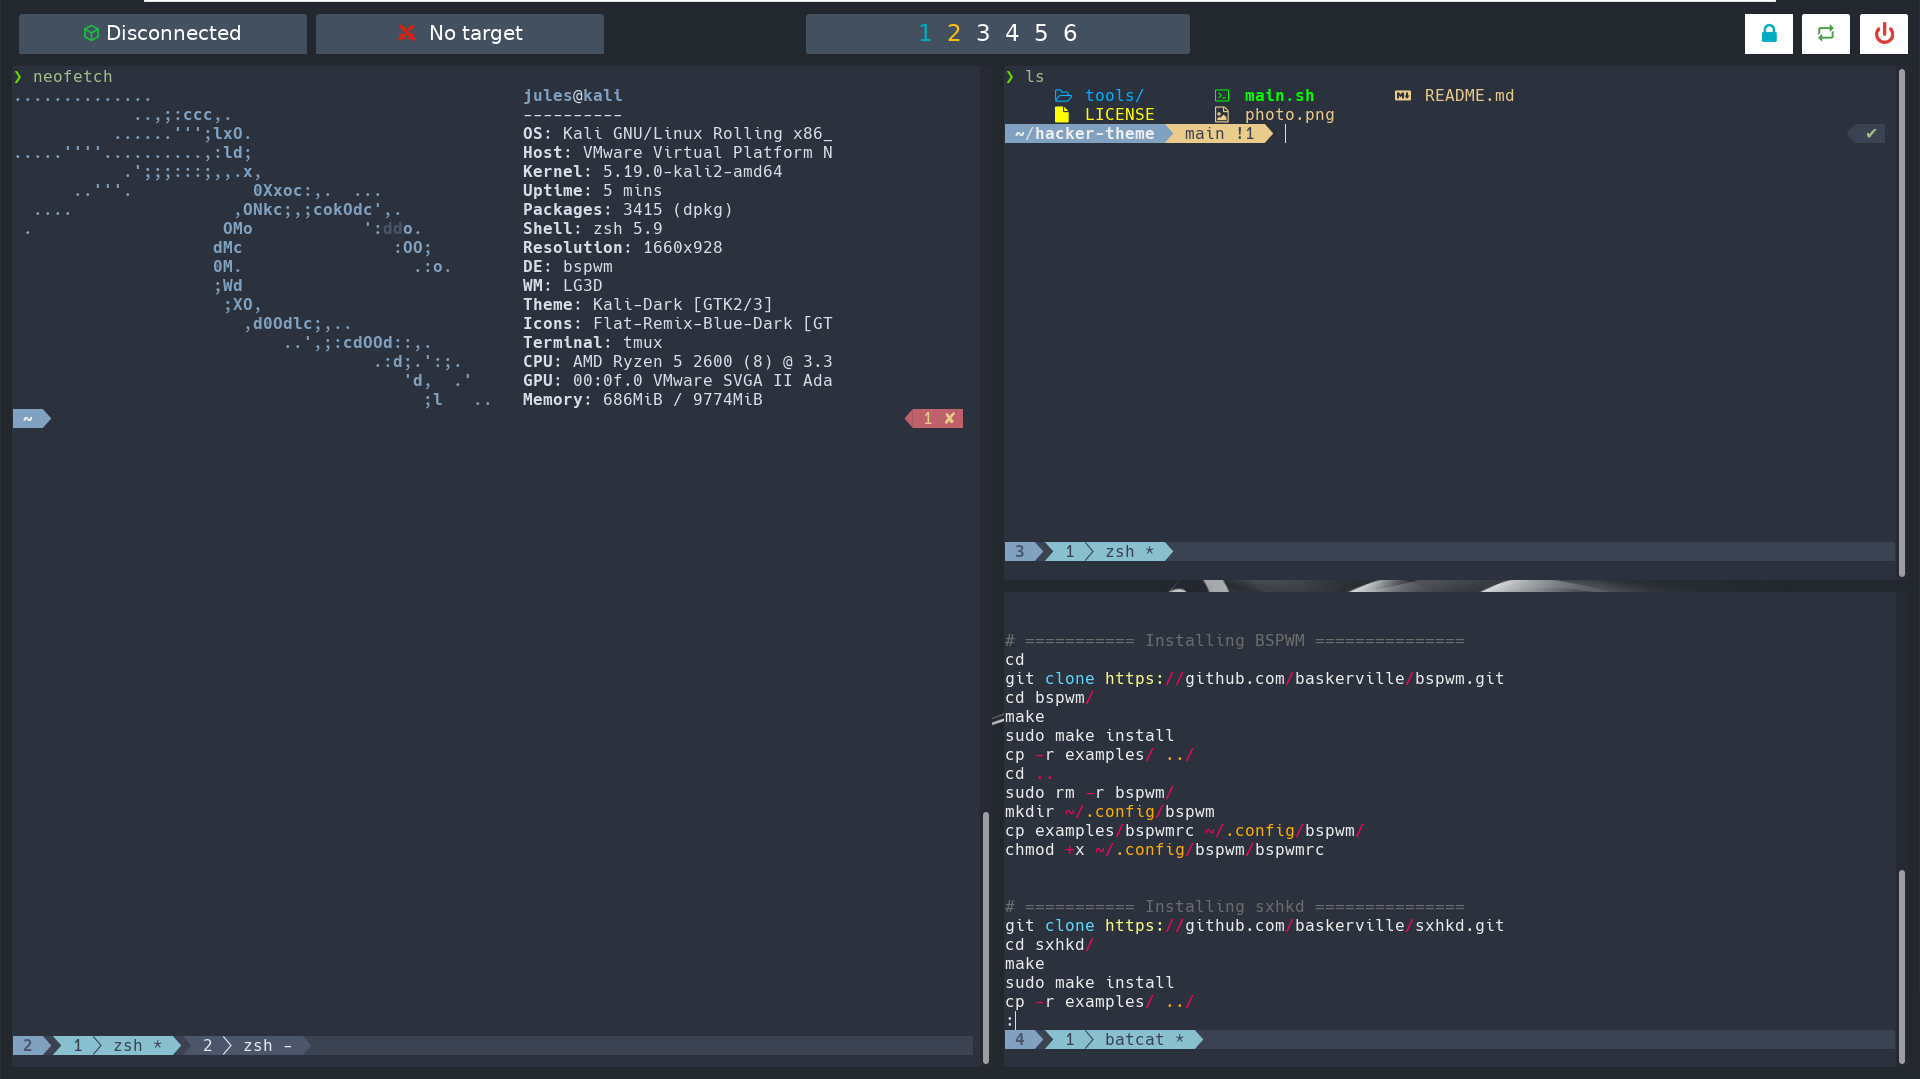 Disconnected
No target
1 2 3 4 5 6
❯ neofetch
..............
..,;:ccc,.
......''';lxO.
.....''''..........,:ld;
.';;;:::;,,.x,
..'''. 0Xxoc:,. ...
.... ,ONkc;,;cokOdc',.
. OMo ':ddo.
dMc :OO;
0M. .:o.
;Wd
;XO,
,d0Odlc;,..
..',;:cdOOd::,.
.:d;.':;.
'd, .'
;l ..
jules@kali
----------
OS: Kali GNU/Linux Rolling x86_
Host: VMware Virtual Platform N
Kernel: 5.19.0-kali2-amd64
Uptime: 5 mins
Packages: 3415 (dpkg)
Shell: zsh 5.9
Resolution: 1660x928
DE: bspwm
WM: LG3D
Theme: Kali-Dark [GTK2/3]
Icons: Flat-Remix-Blue-Dark [GT
Terminal: tmux
CPU: AMD Ryzen 5 2600 (8) @ 3.3
GPU: 00:0f.0 VMware SVGA II Ada
Memory: 686MiB / 9774MiB
~ 1 ✘
2 1 zsh * 2 zsh -
❯ ls
tools/ main.sh README.md
LICENSE photo.png
~/hacker-theme main !1 ✔
3 1 zsh *
# =========== Installing BSPWM ===============
cd
git clone https://github.com/baskerville/bspwm.git
cd bspwm/
make
sudo make install
cp -r examples/ ../
cd ..
sudo rm -r bspwm/
mkdir ~/.config/bspwm
cp examples/bspwmrc ~/.config/bspwm/
chmod +x ~/.config/bspwm/bspwmrc
# =========== Installing sxhkd ===============
git clone https://github.com/baskerville/sxhkd.git
cd sxhkd/
make
sudo make install
cp -r examples/ ../
:
4 1 batcat *